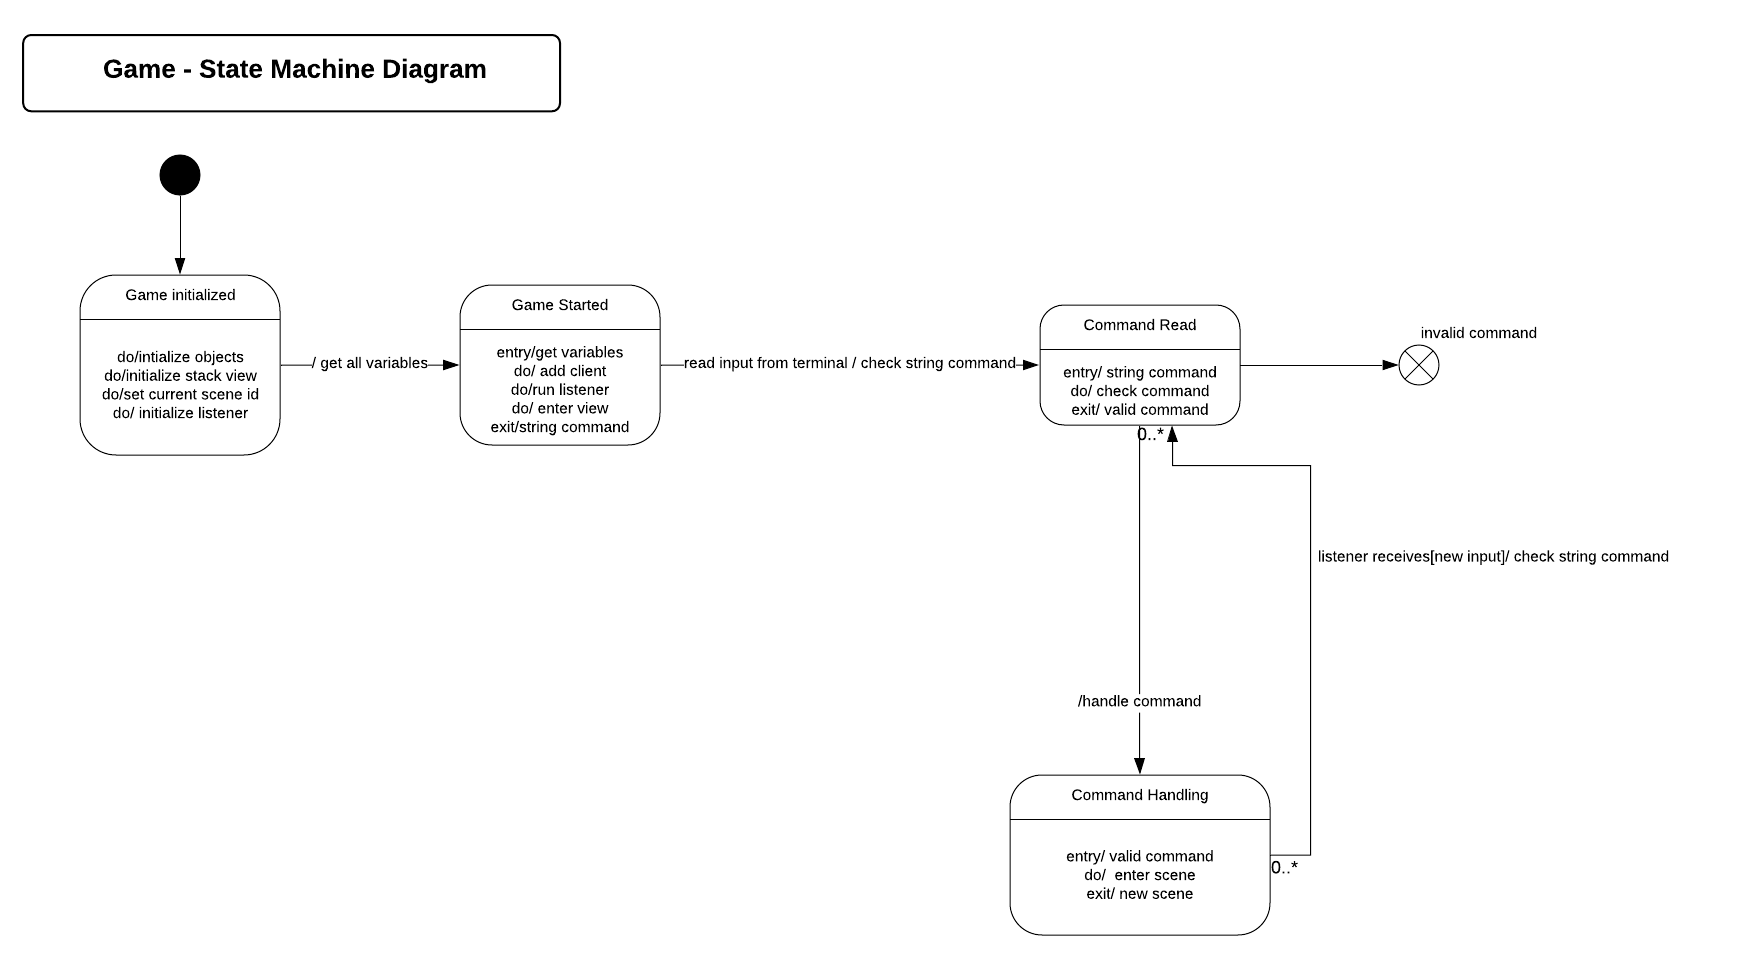 Game - State Machine Diagram
Game initialized
do/intialize objects
do/initialize stack view
do/set current scene id
do/ initialize listener
/ get all variables
Game Started
entry/get variables
do/ add client
do/run listener
do/ enter view
exit/string command
read input from terminal / check string command
Command Read
entry/ string command
do/ check command
exit/ valid command
invalid command
0..*
listener receives[new input]/ check string command
/handle command
Command Handling
entry/ valid command
do/  enter scene
exit/ new scene
0..*